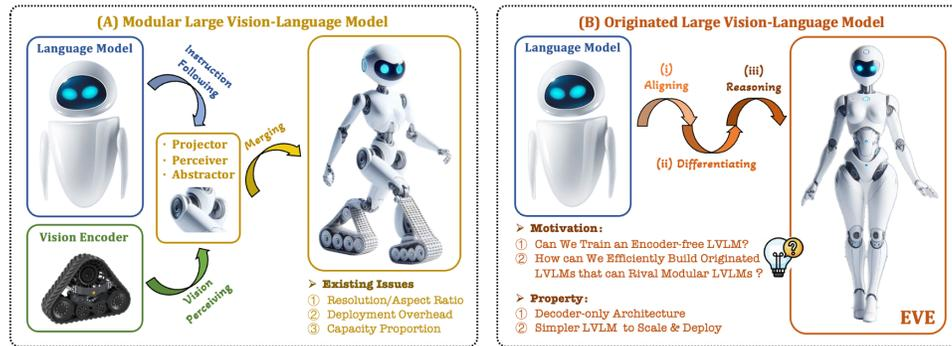 (A) Modular Large Vision-Language Model
Language Model
Instruction
Following
· Projector
· Perceiver
· Abstractor
Merging
Vision Encoder
Vision
Perceiving
➢ Existing Issues
① Resolution/Aspect Ratio
② Deployment Overhead
③ Capacity Proportion
(B) Originated Large Vision-Language Model
Language Model
(i)
Aligning
(ii) Differentiating
(iii)
Reasoning
➢ Motivation:
① Can We Train an Encoder-free LVLM?
② How can We Efficiently Build Originated
LVLMs that can Rival Modular LVLMs ?
?
➢ Property:
① Decoder-only Architecture
② Simpler LVLM to Scale & Deploy
EVE